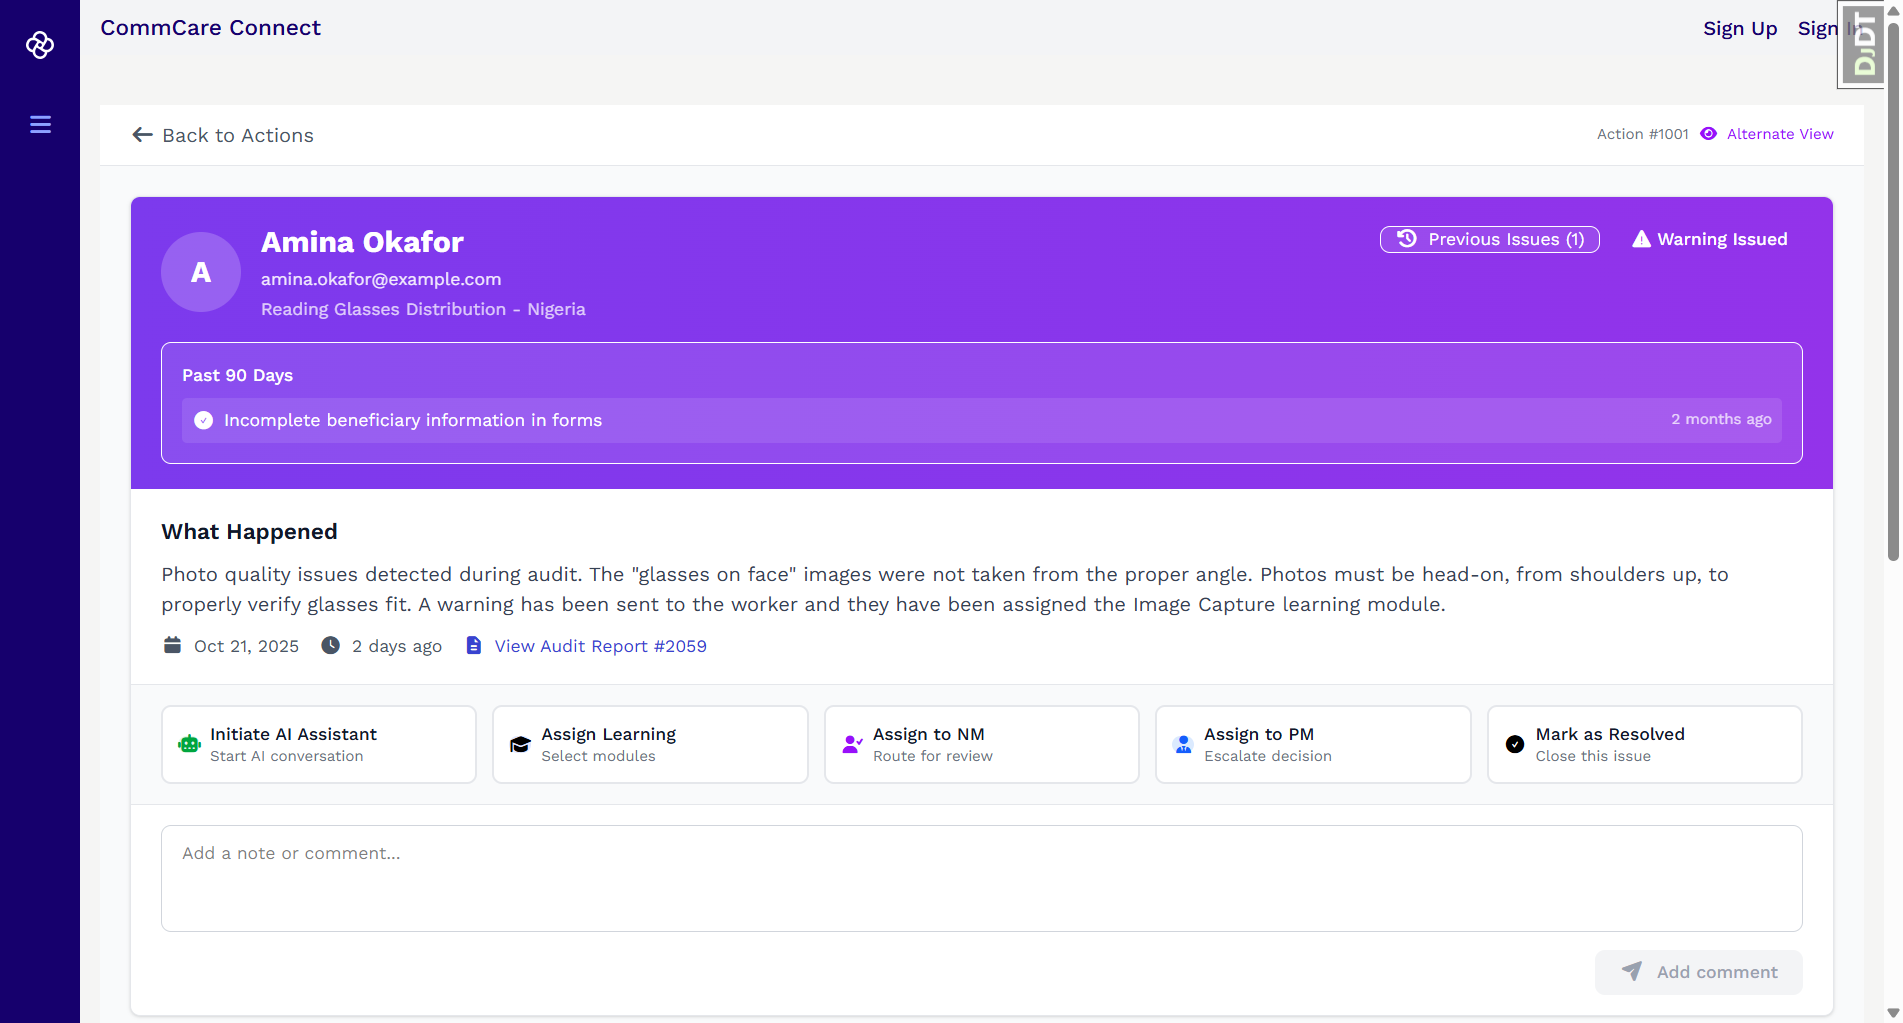 CommCare Connect
Sign Up
Sign In
DJDT
Back to Actions
Action #1001
Alternate View
A
Amina Okafor
amina.okafor@example.com
Reading Glasses Distribution - Nigeria
Previous Issues (1)
Warning Issued
Past 90 Days
Incomplete beneficiary information in forms
2 months ago
What Happened
Photo quality issues detected during audit. The "glasses on face" images were not taken from the proper angle. Photos must be head-on, from shoulders up, to
properly verify glasses fit. A warning has been sent to the worker and they have been assigned the Image Capture learning module.
Oct 21, 2025
2 days ago
View Audit Report #2059
Initiate AI Assistant
Start AI conversation
Assign Learning
Select modules
Assign to NM
Route for review
Assign to PM
Escalate decision
Mark as Resolved
Close this issue
Add a note or comment...
Add comment